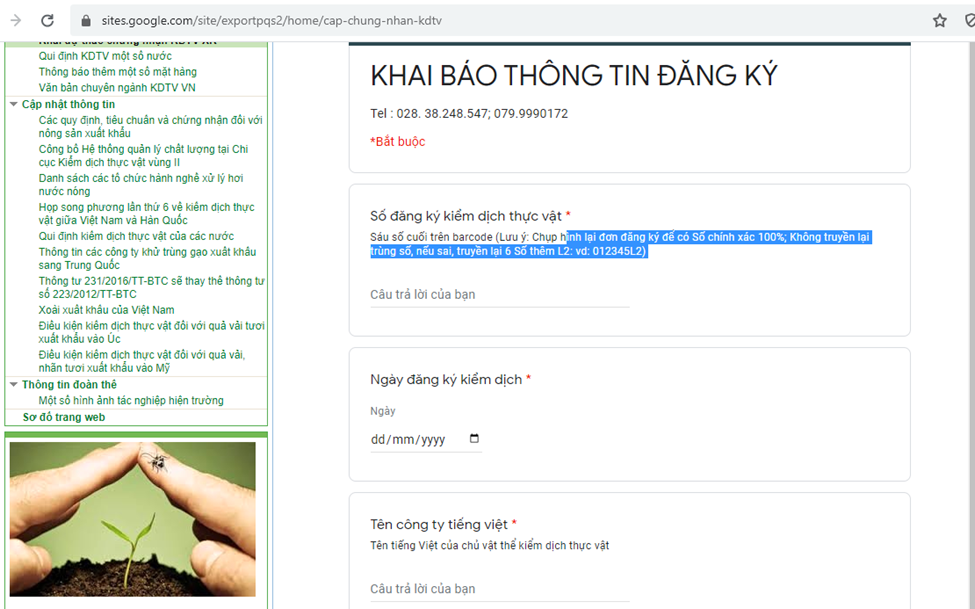 sites.google.com/site/exportpqs2/home/cap-chung-nhan-kdtv
Khai dự thảo chứng nhận KDTV XK
Qui định KDTV một số nước
Thông báo thêm một số mặt hàng
Văn bản chuyên ngành KDTV VN
Cập nhật thông tin
Các quy định, tiêu chuẩn và chứng nhận đối với
nông sản xuất khẩu
Công bố Hệ thống quản lý chất lượng tại Chi
cục Kiểm dịch thực vật vùng II
Danh sách các tổ chức hành nghề xử lý hơi
nước nóng
Họp song phương lần thứ 6 về kiểm dịch thực
vật giữa Việt Nam và Hàn Quốc
Qui định kiểm dịch thực vật của các nước
Thông tin các công ty khử trùng gạo xuất khẩu
sang Trung Quốc
Thông tư 231/2016/TT-BTC sẽ thay thế thông tư
số 223/2012/TT-BTC
Xoài xuất khẩu của Việt Nam
Điều kiện kiểm dịch thực vật đối với quả vải tươi
xuất khẩu vào Úc
Điều kiện kiểm dịch thực vật đối với quả vải,
nhãn tươi xuất khẩu vào Mỹ
Thông tin đoàn thể
Một số hình ảnh tác nghiệp hiện trường
Sơ đồ trang web
KHAI BÁO THÔNG TIN ĐĂNG KÝ
Tel : 028. 38.248.547; 079.9990172
*Bắt buộc
Số đăng ký kiểm dịch thực vật *
Sáu số cuối trên barcode (Lưu ý: Chụp hình lại đơn đăng ký để có Số chính xác 100%; Không truyền lại
trùng số, nếu sai, truyền lại 6 Số thêm L2: vd: 012345L2)
Câu trả lời của bạn
Ngày đăng ký kiểm dịch *
Ngày
dd/mm/yyyy
Tên công ty tiếng việt *
Tên tiếng Việt của chủ vật thể kiểm dịch thực vật
Câu trả lời của bạn